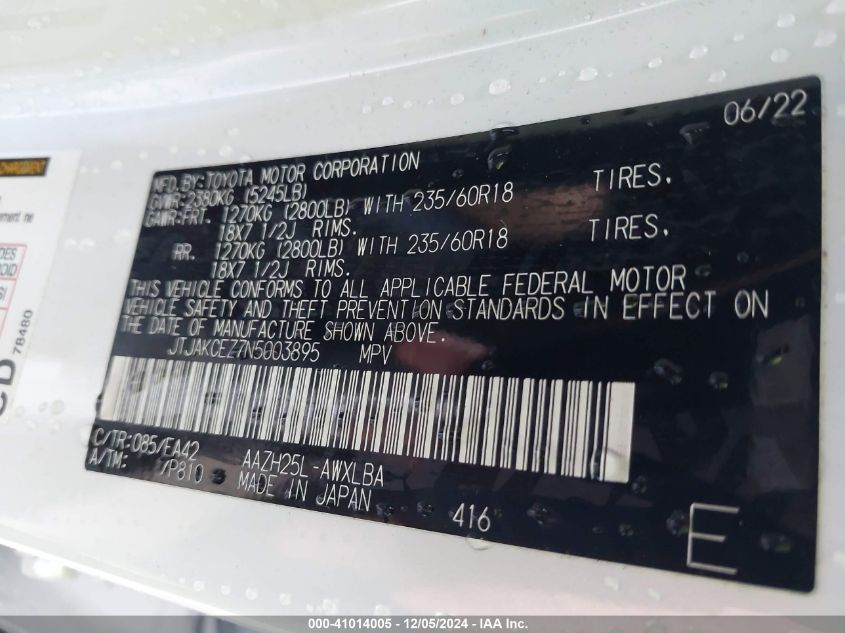 06/22
MFD. BY: TOYOTA MOTOR CORPORATION
GVWR: 2380KG (5245LB)
GAWR: FRT. 1270KG (2800LB) WITH 235/60R18 TIRES.
18X7 1/2J RIMS.
RR. 1270KG (2800LB) WITH 235/60R18 TIRES.
18X7 1/2J RIMS.
THIS VEHICLE CONFORMS TO ALL APPLICABLE FEDERAL MOTOR
VEHICLE SAFETY AND THEFT PREVENTION STANDARDS IN EFFECT ON
THE DATE OF MANUFACTURE SHOWN ABOVE.
JTJAKCEZ7N5003895 MPV
C/TR: 085/EA42 AAZH25L-AWXLBA
A/TM: /P810 MADE IN JAPAN
416
E
78480
000-41014005 - 12/05/2024 - IAA Inc.